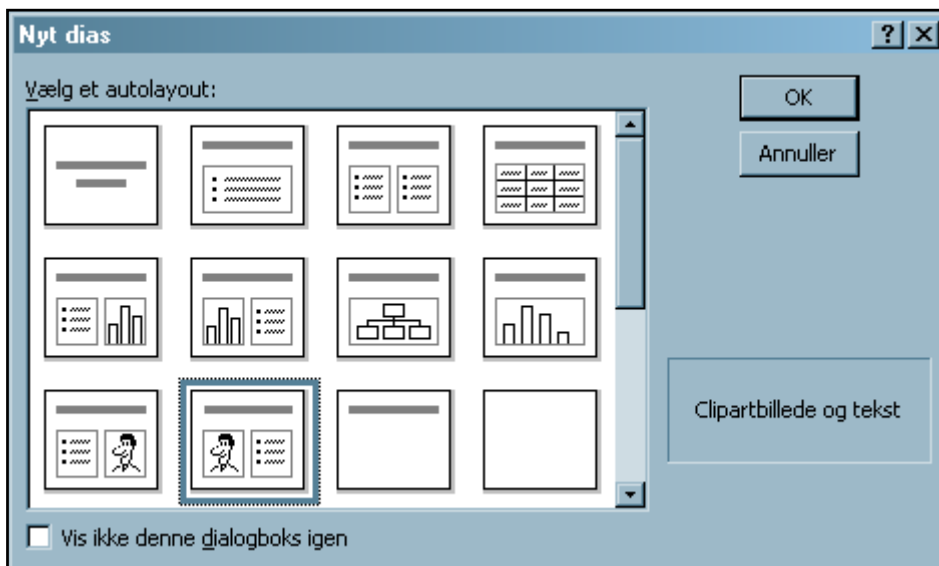 Nyt dias
Vælg et autolayout:
OK
Annuller
Clipartbillede og tekst
Vis ikke denne dialogboks igen